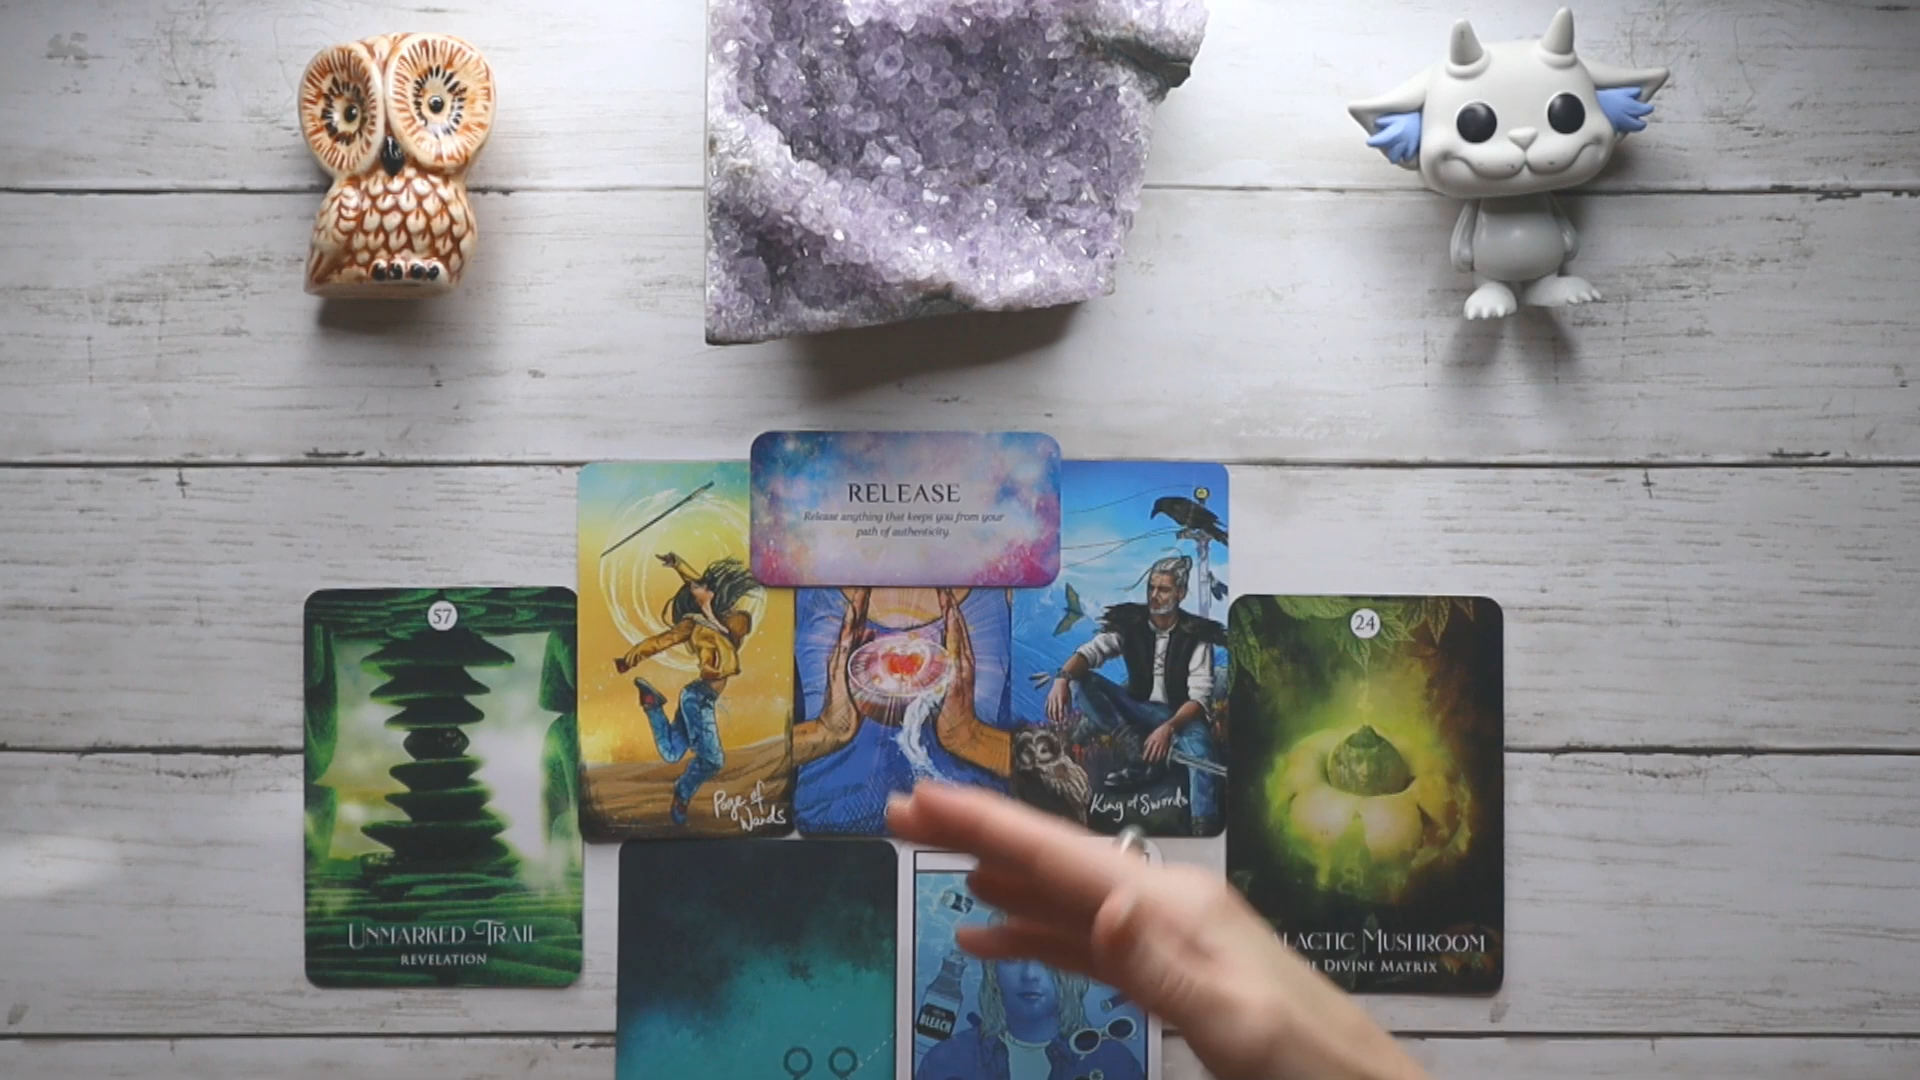 RELEASE
Release anything that keeps you from your
path of authenticity.
57
UNMARKED TRAIL
REVELATION
Page of
Wands
King of Swords
24
LACTIC MUSHROOM
DIVINE MATRIX
BLEACH